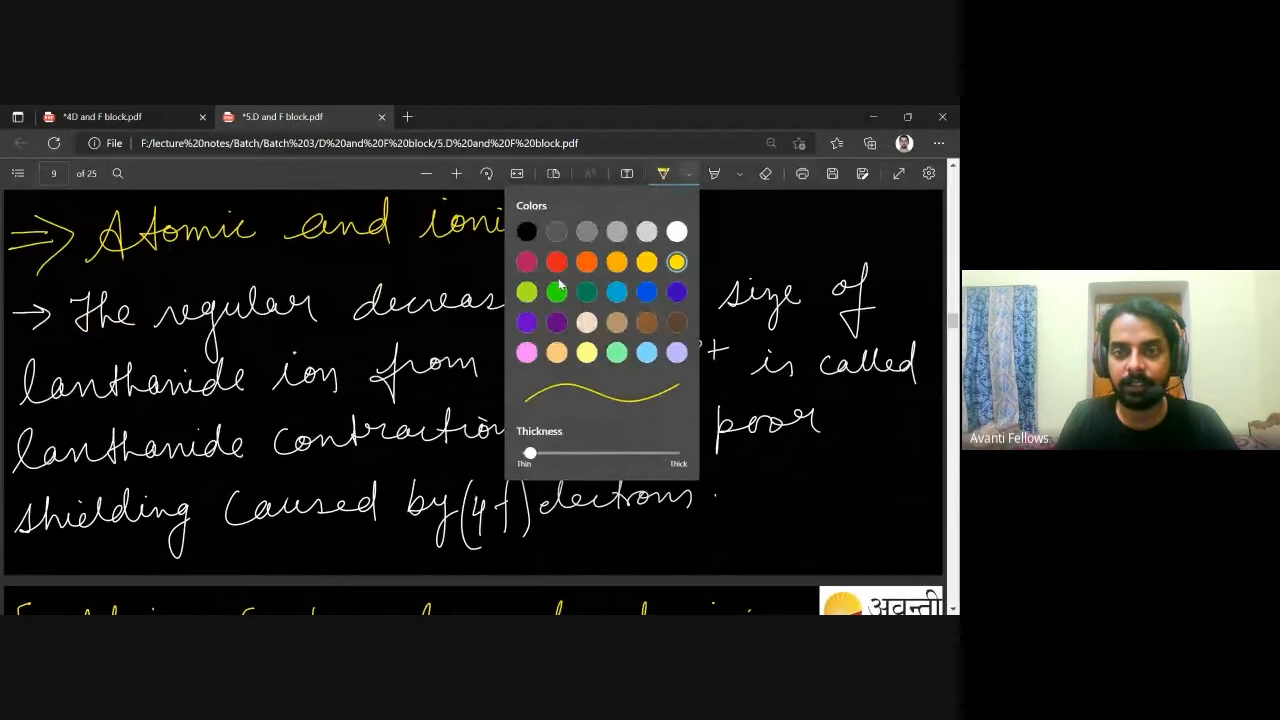 *4D and F block.pdf
*5.D and F block.pdf
File F:/lecture%20notes/Batch/Batch%203/D%20and%20F%20block/5.D%20and%20F%20block.pdf
9 of 25
Colors
⇒ Atomic and ioni
→ The regular decreas size of
lanthanide ion from 3+ is called
lanthanide contraction poor
shielding caused by (4f) electrons.
Thickness
Thin Thick
अवन्ती
Avanti Fellows